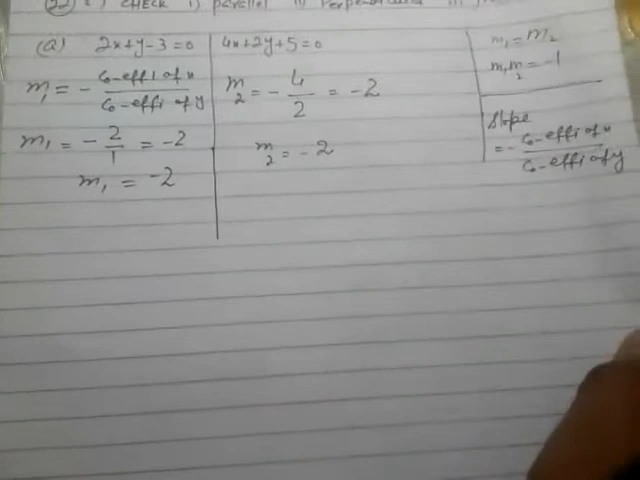 22 CHECK i) parallel ii) Perpendicular
(a) 2x+y-3=0
m₁ = - co-effi of x / co-effi of y
m₁ = - 2/1 = -2
m₁ = -2
4x+2y+5=0
m₂ = - 4/2 = -2
m₂ = -2
m₁ = m₂
m₁m₂ = -1
Slope
= - co-effi of x / co-effi of y